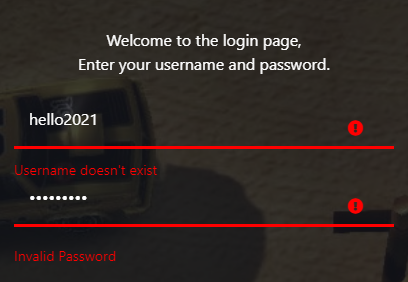 Welcome to the login page,
Enter your username and password.
hello2021
Username doesn't exist
•••••••••
Invalid Password